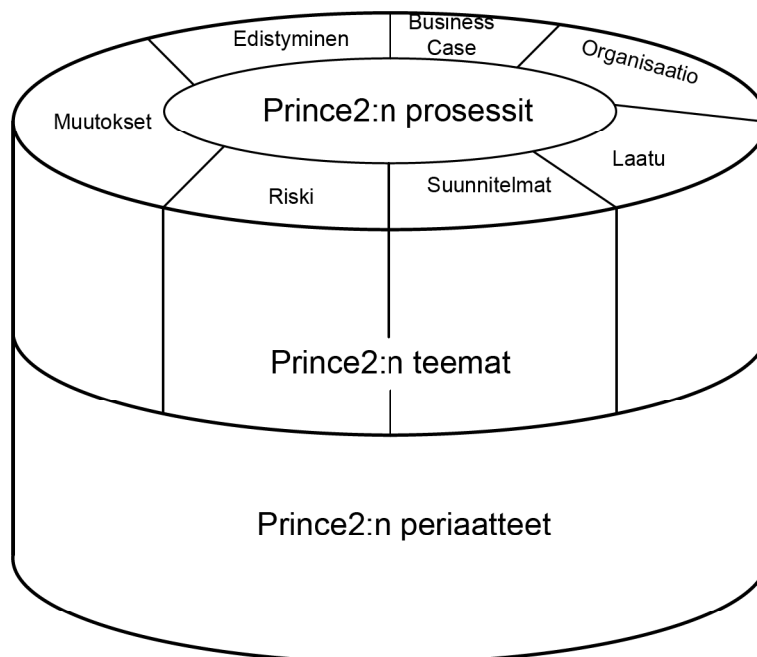 Business
Case
Edistyminen
Organisaatio
Muutokset
Prince2:n prosessit
Laatu
Riski
Suunnitelmat
Prince2:n teemat
Prince2:n periaatteet